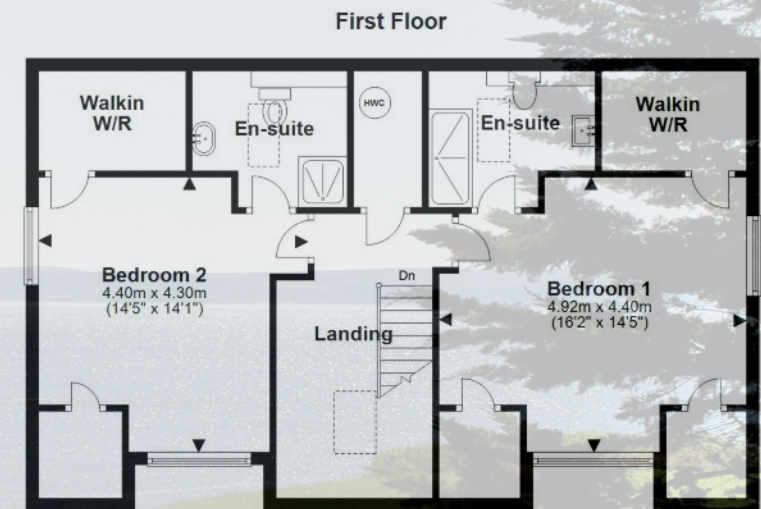 First Floor
Walkin
W/R
En-suite
HWC
En-suite
Walkin
W/R
Bedroom 2
4.40m x 4.30m
(14'5" x 14'1")
Dn
Landing
Bedroom 1
4.92m x 4.40m
(16'2" x 14'5")